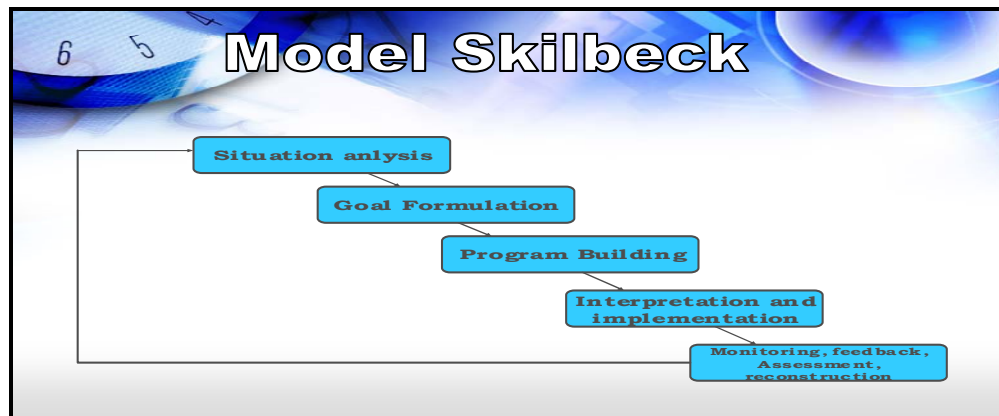 6 5 4
Model Skilbeck
Situation anlysis
Goal Formulation
Program Building
Interpretation and
implementation
Monitoring, feedback,
Assessment,
reconstruction